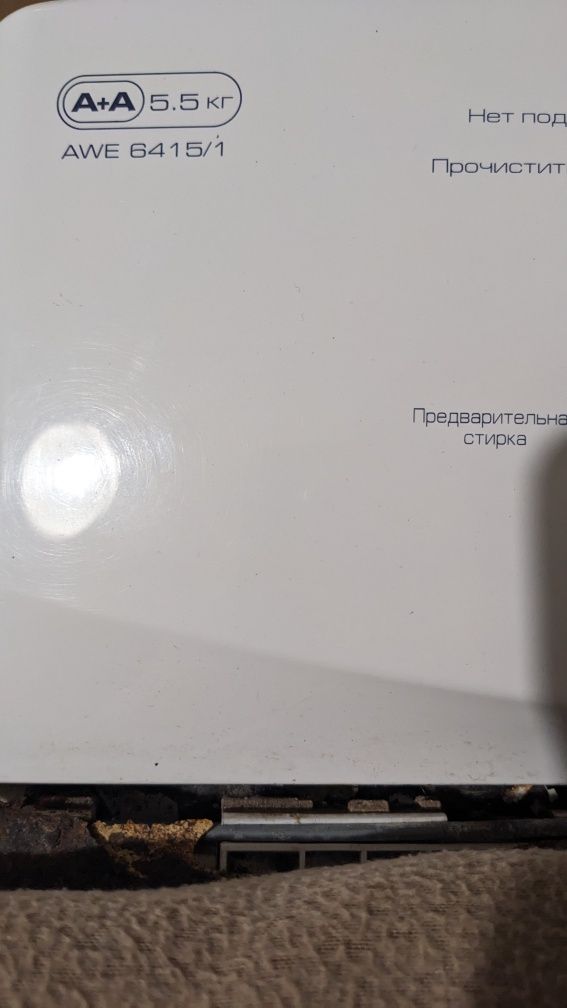 A+A 5.5 кг
AWE 6415/1
Нет под
Прочистит
Предварительна
стирка